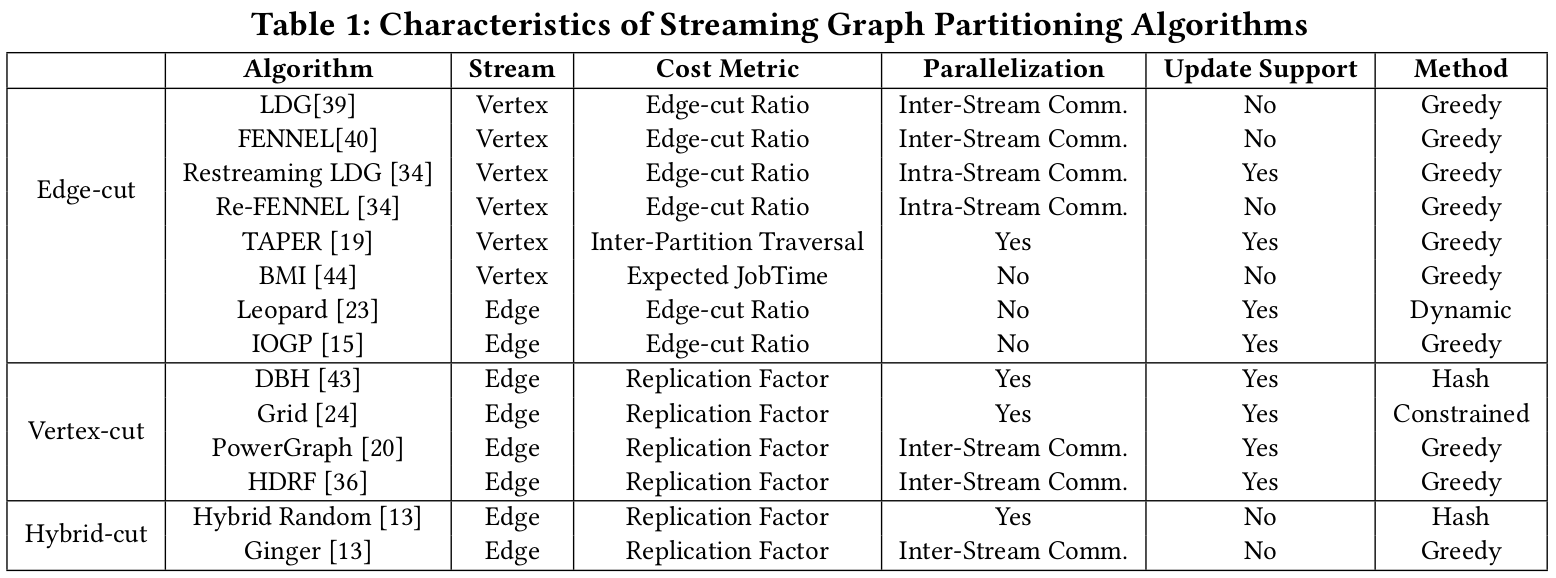 Table 1: Characteristics of Streaming Graph Partitioning Algorithms
Algorithm Stream Cost Metric Parallelization Update Support Method
Edge-cut
LDG[39] Vertex Edge-cut Ratio Inter-Stream Comm. No Greedy
FENNEL[40] Vertex Edge-cut Ratio Inter-Stream Comm. No Greedy
Restreaming LDG [34] Vertex Edge-cut Ratio Intra-Stream Comm. Yes Greedy
Re-FENNEL [34] Vertex Edge-cut Ratio Intra-Stream Comm. No Greedy
TAPER [19] Vertex Inter-Partition Traversal Yes Yes Greedy
BMI [44] Vertex Expected JobTime No No Greedy
Leopard [23] Edge Edge-cut Ratio No Yes Dynamic
IOGP [15] Edge Edge-cut Ratio No Yes Greedy
Vertex-cut
DBH [43] Edge Replication Factor Yes Yes Hash
Grid [24] Edge Replication Factor Yes Yes Constrained
PowerGraph [20] Edge Replication Factor Inter-Stream Comm. Yes Greedy
HDRF [36] Edge Replication Factor Inter-Stream Comm. Yes Greedy
Hybrid-cut
Hybrid Random [13] Edge Replication Factor Yes No Hash
Ginger [13] Edge Replication Factor Inter-Stream Comm. No Greedy